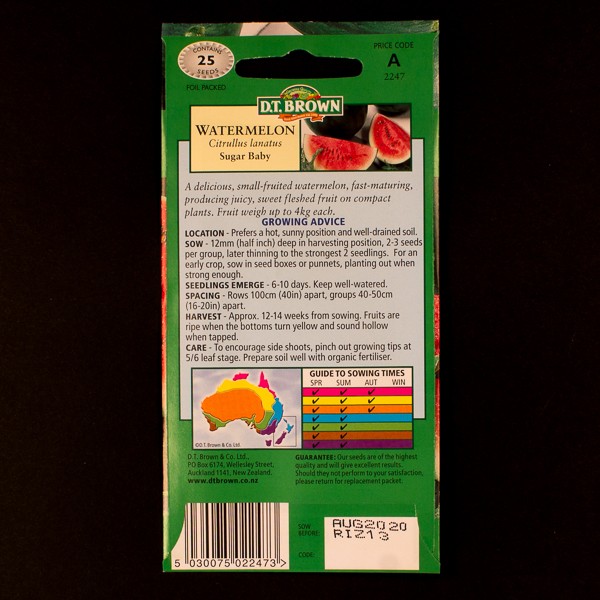 CONTAINS
25
SEEDS
FOIL PACKED
PRICE CODE
A
2247
D.T. BROWN
WATERMELON
Citrullus lanatus
Sugar Baby
A delicious, small-fruited watermelon, fast-maturing,
producing juicy, sweet fleshed fruit on compact
plants. Fruit weigh up to 4kg each.
GROWING ADVICE
LOCATION - Prefers a hot, sunny position and well-drained soil.
SOW - 12mm (half inch) deep in harvesting position, 2-3 seeds
per group, later thinning to the strongest 2 seedlings. For an
early crop, sow in seed boxes or punnets, planting out when
strong enough.
SEEDLINGS EMERGE - 6-10 days. Keep well-watered.
SPACING - Rows 100cm (40in) apart, groups 40-50cm
(16-20in) apart.
HARVEST - Approx. 12-14 weeks from sowing. Fruits are
ripe when the bottoms turn yellow and sound hollow
when tapped.
CARE - To encourage side shoots, pinch out growing tips at
5/6 leaf stage. Prepare soil well with organic fertiliser.
©D.T. Brown & Co. Ltd.
GUIDE TO SOWING TIMES
SPR SUM AUT WIN
D.T. Brown & Co. Ltd.,
PO Box 6174, Wellesley Street,
Auckland 1141, New Zealand.
www.dtbrown.co.nz
GUARANTEE: Our seeds are of the highest
quality and will give excellent results.
Should they not perform to your satisfaction,
please return for replacement packet.
SOW
BEFORE:
AUG2020
RIZ13
CODE:
5 030075 022473 >